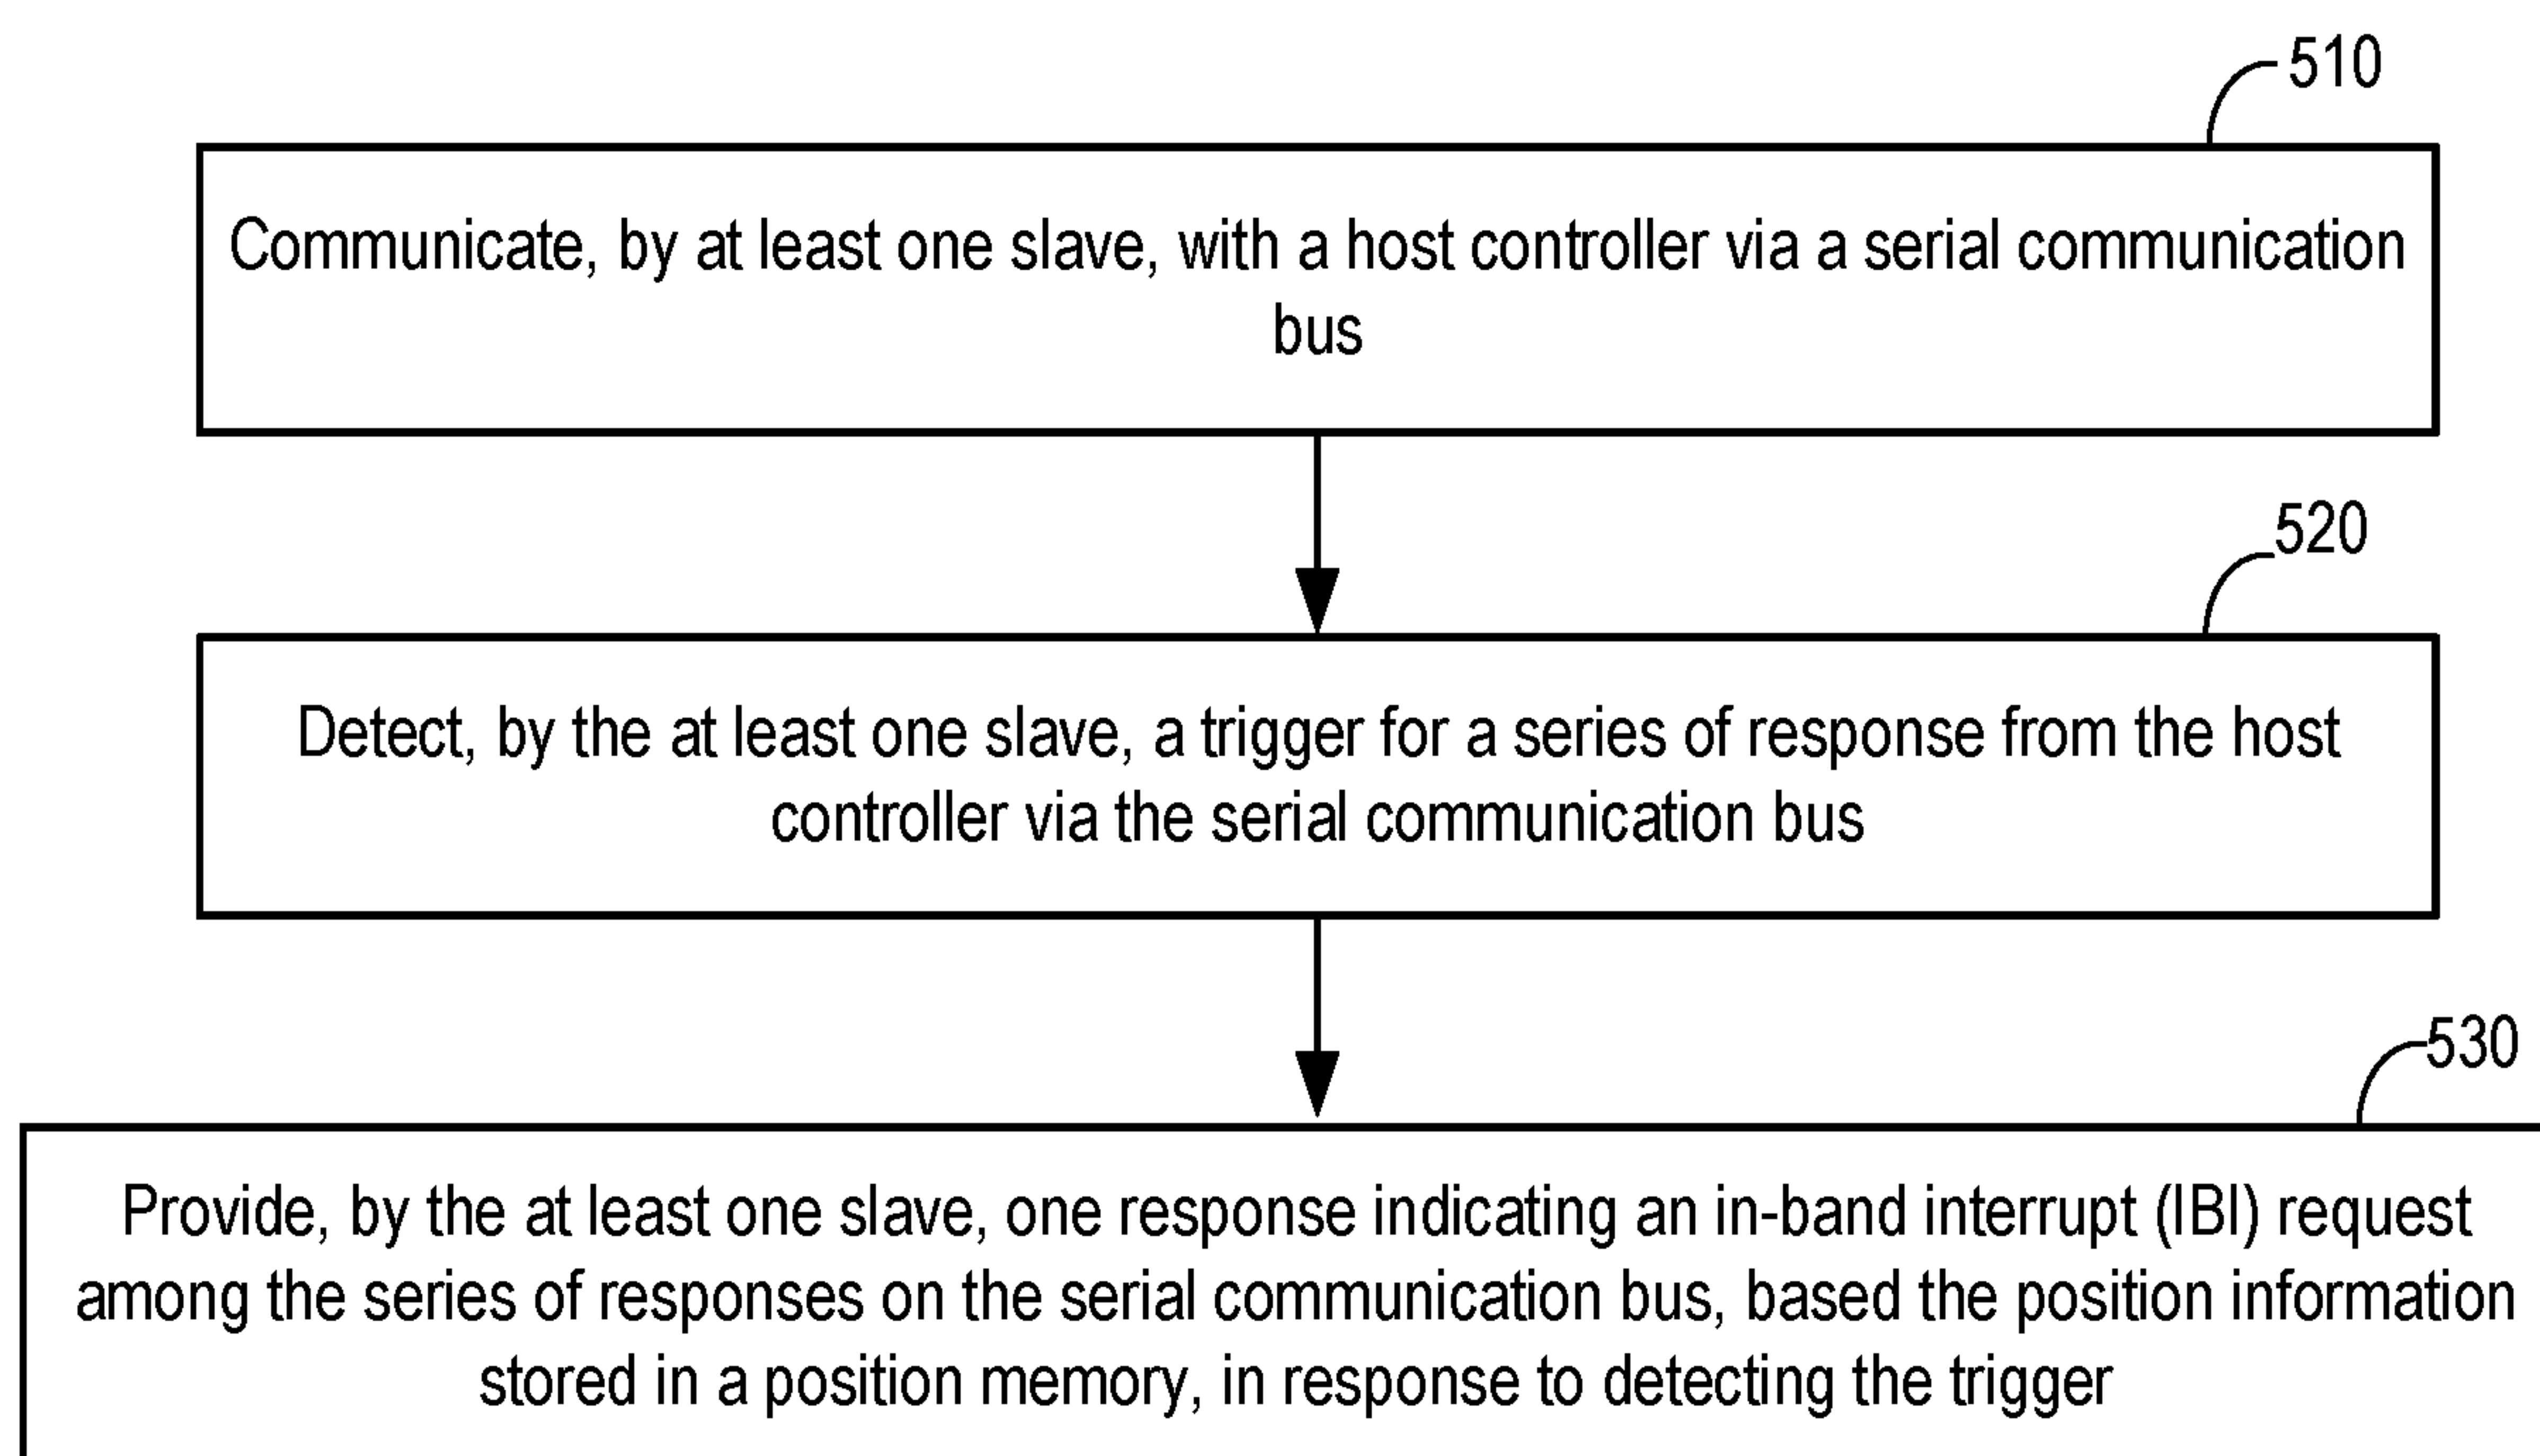 510
Communicate, by at least one slave, with a host controller via a serial communication
bus
520
Detect, by the at least one slave, a trigger for a series of response from the host
controller via the serial communication bus
530
Provide, by the at least one slave, one response indicating an in-band interrupt (IBI) request
among the series of responses on the serial communication bus, based the position information
stored in a position memory, in response to detecting the trigger